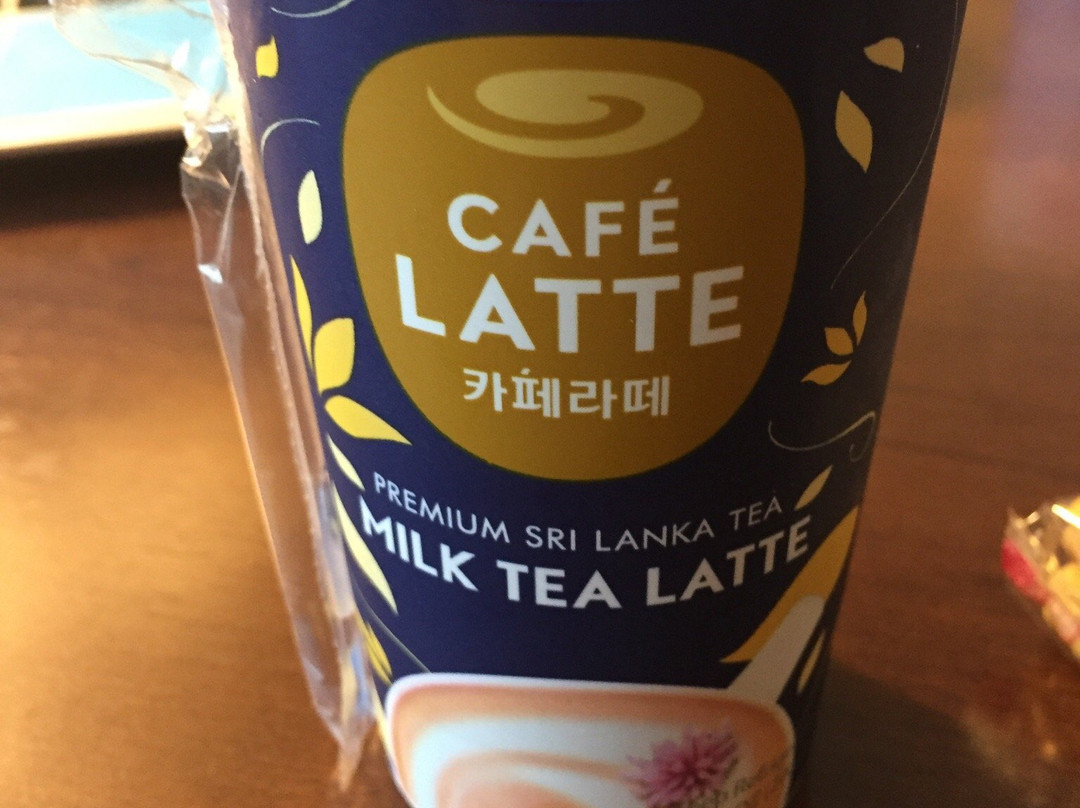 CAFÉ
LATTE
카페라떼
PREMIUM SRI LANKA TEA
MILK TEA LATTE